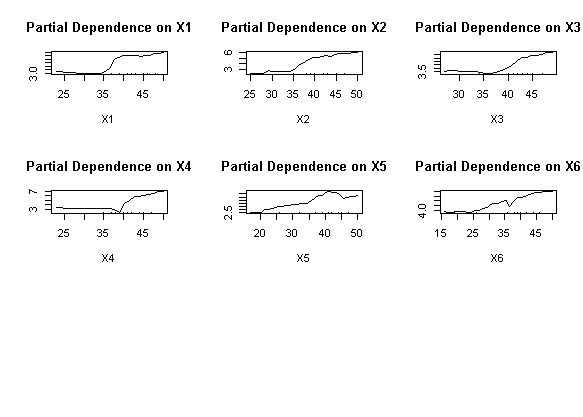 Partial Dependence on X1
3.0
25 35 45
X1
Partial Dependence on X2
3 6
25 30 35 40 45 50
X2
Partial Dependence on X3
3.5
30 35 40 45
X3
Partial Dependence on X4
3 7
25 35 45
X4
Partial Dependence on X5
2.5
20 30 40 50
X5
Partial Dependence on X6
4.0
15 25 35 45
X6